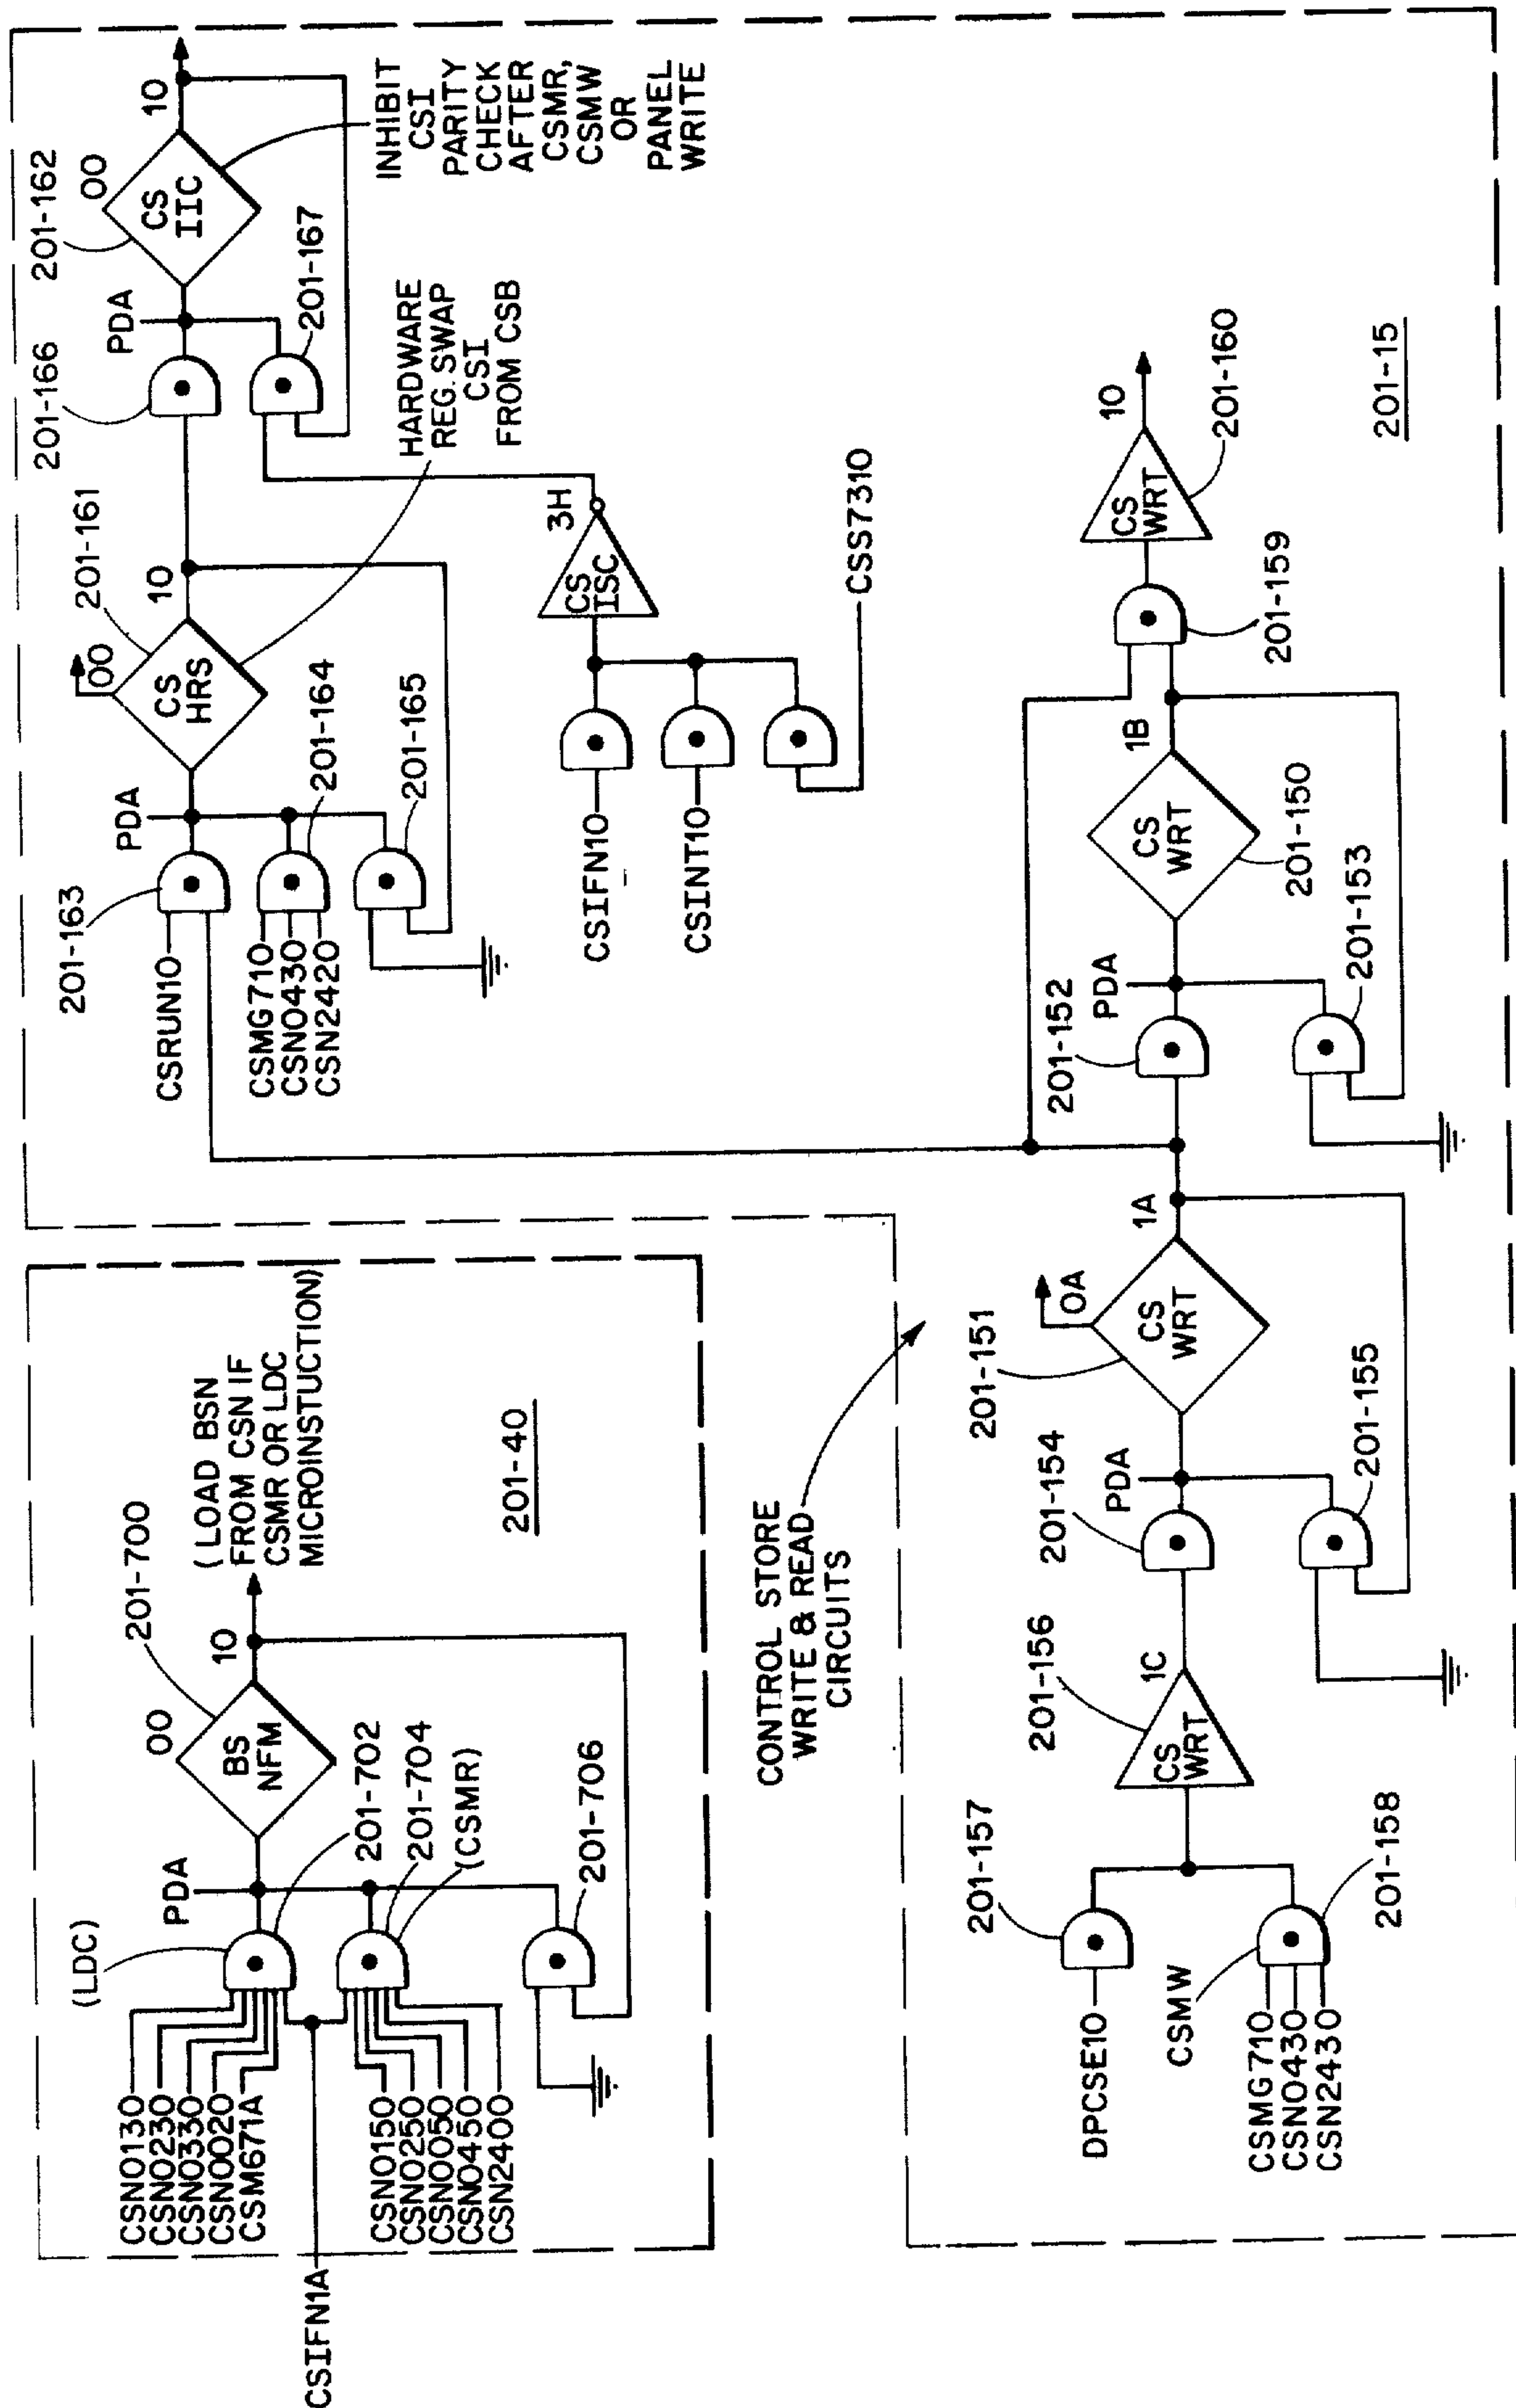 (LDC)
CSN0130
CSN0230
CSN0330
CSN0020
CSM671A
CSIFN1A
CSN0150
CSN0250
CSN0050
CSN0450
CSN2400
PDA
201-702
201-704
(CSMR)
201-706
BS
NFM
00
10
201-700
(LOAD BSN
FROM CSN IF
CSMR OR LDC
MICROINSTUCTION)
201-40
CONTROL STORE
WRITE & READ
CIRCUITS
201-163
CSRUN10
CSMG710
CSN0430
CSN2420
PDA
201-164
201-165
CS
HRS
00
10
201-161
HARDWARE
REG. SWAP
CSI
FROM CSB
CSIFN10
CSINT10
CSS7310
CS
ISC
3H
201-166
PDA
201-167
CS
IIC
00
10
201-162
INHIBIT
CSI
PARITY
CHECK
AFTER
CSMR,
CSMW
OR
PANEL
WRITE
201-157
DPCSE10
CSMW
CSMG710
CSN0430
CSN2430
201-158
CS
WRT
1C
201-156
201-154
PDA
201-155
CS
WRT
0A
1A
201-151
201-152
PDA
201-153
CS
WRT
1B
201-150
201-159
CS
WRT
10
201-160
201-15